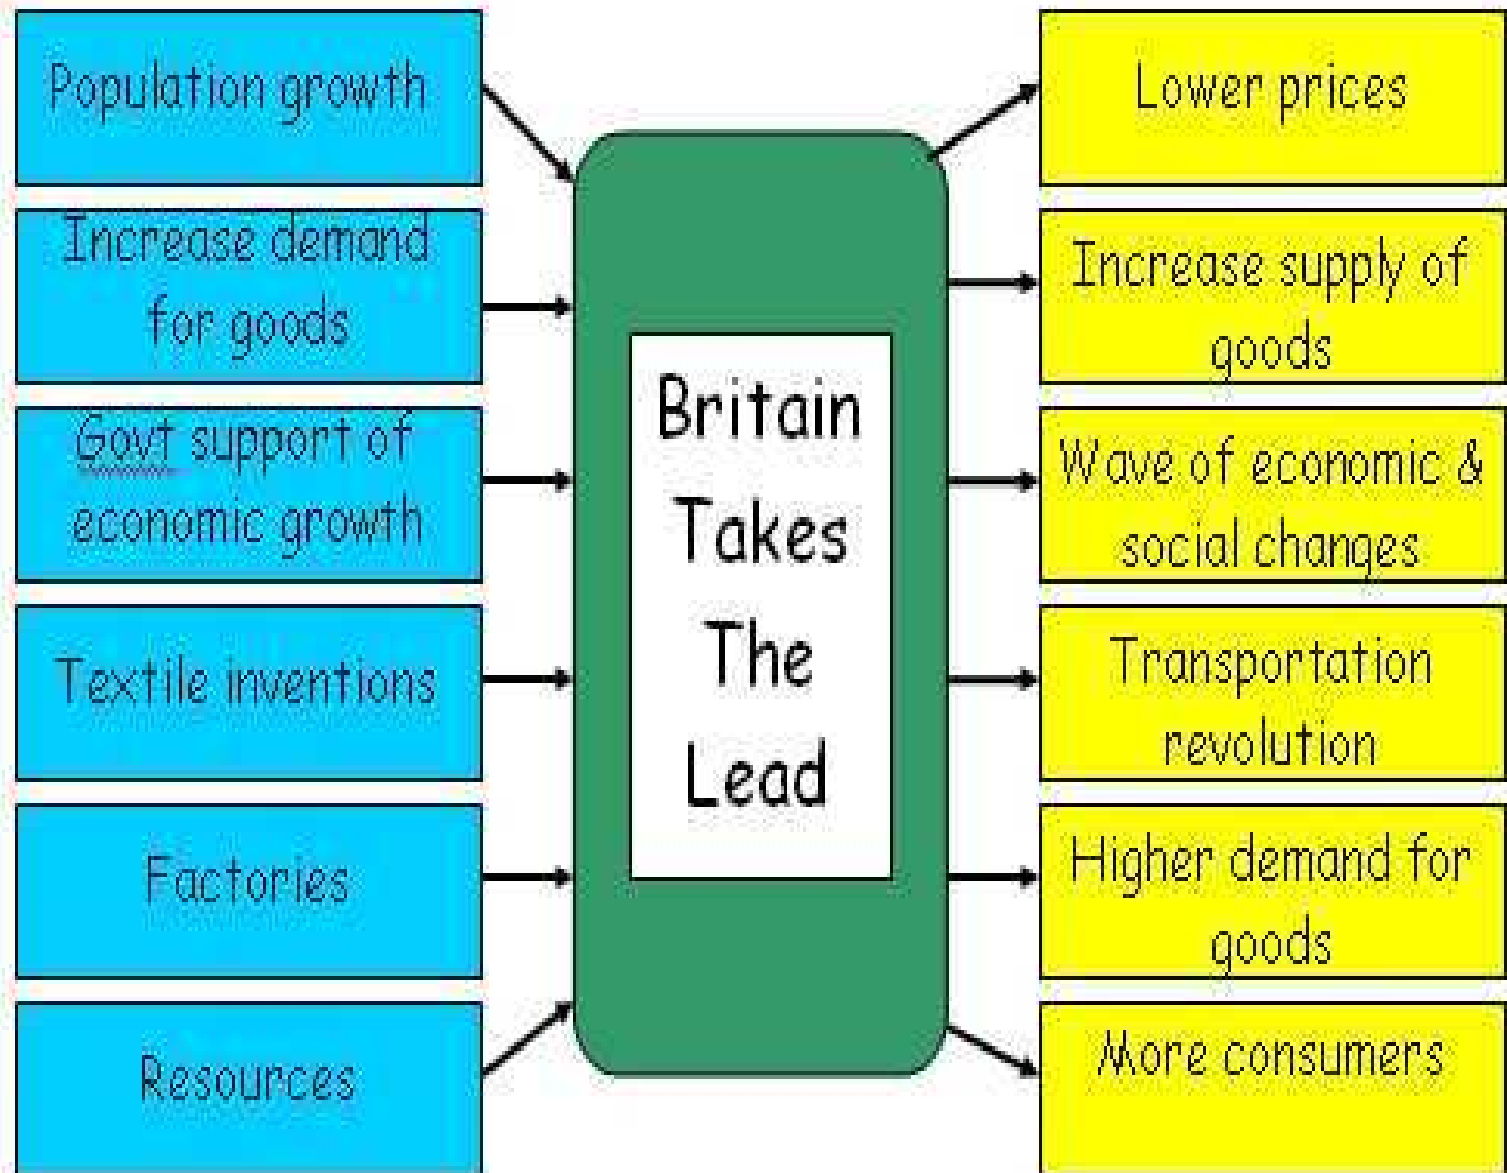 Population growth
Increase demand
for goods
Govt support of
economic growth
Textile inventions
Factories
Resources
Britain
Takes
The
Lead
Lower prices
Increase supply of
goods
Wave of economic &
social changes
Transportation
revolution
Higher demand for
goods
More consumers